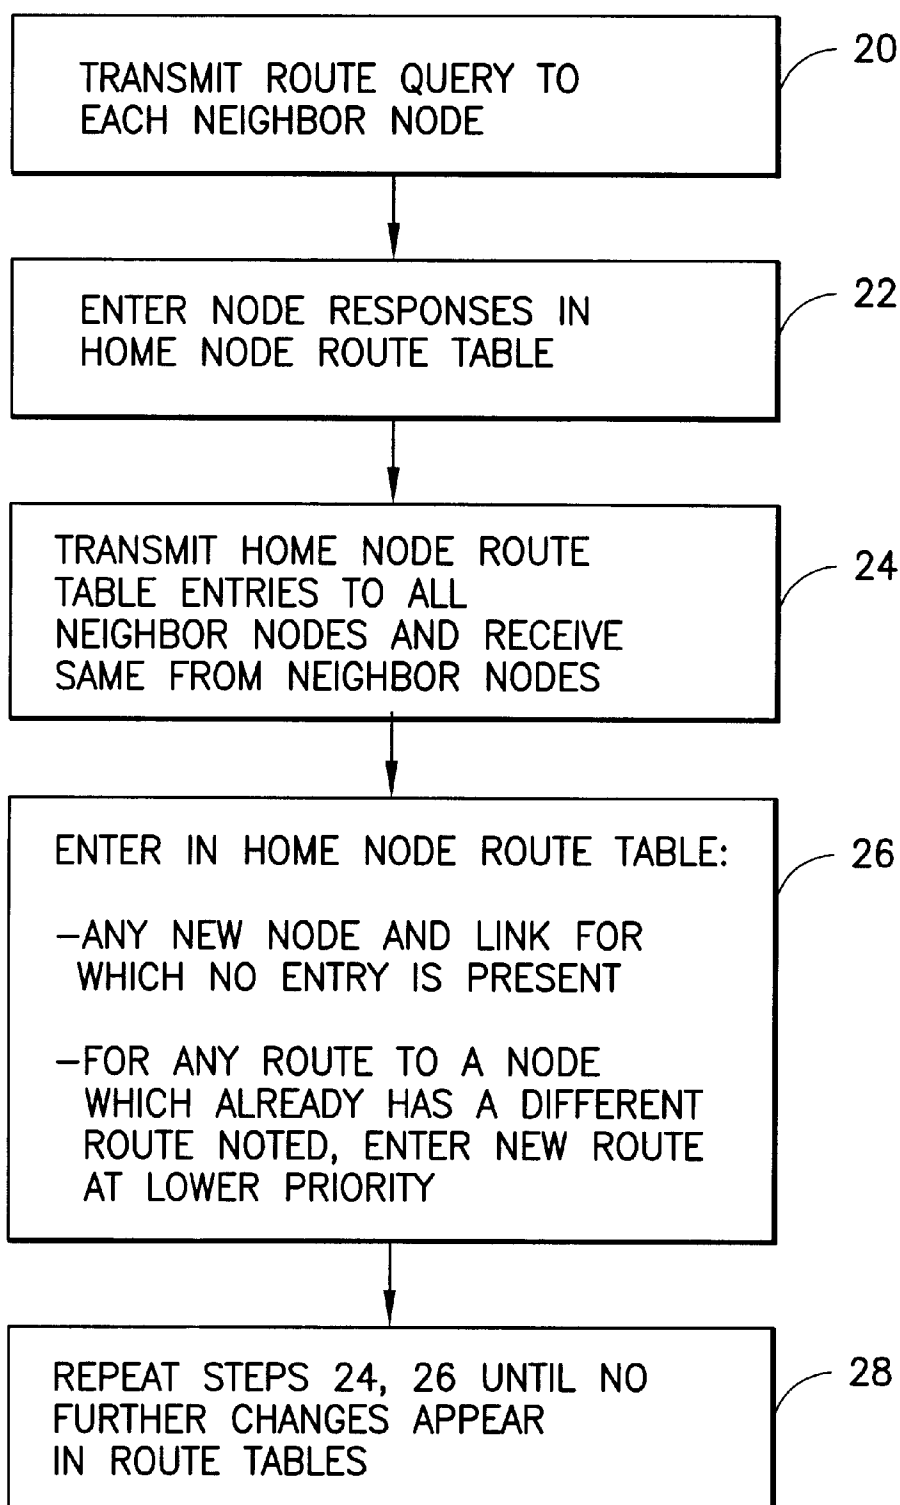 TRANSMIT ROUTE QUERY TO
EACH NEIGHBOR NODE
20
ENTER NODE RESPONSES IN
HOME NODE ROUTE TABLE
22
TRANSMIT HOME NODE ROUTE
TABLE ENTRIES TO ALL
NEIGHBOR NODES AND RECEIVE
SAME FROM NEIGHBOR NODES
24
ENTER IN HOME NODE ROUTE TABLE:
–ANY NEW NODE AND LINK FOR
WHICH NO ENTRY IS PRESENT
–FOR ANY ROUTE TO A NODE
WHICH ALREADY HAS A DIFFERENT
ROUTE NOTED, ENTER NEW ROUTE
AT LOWER PRIORITY
26
REPEAT STEPS 24, 26 UNTIL NO
FURTHER CHANGES APPEAR
IN ROUTE TABLES
28